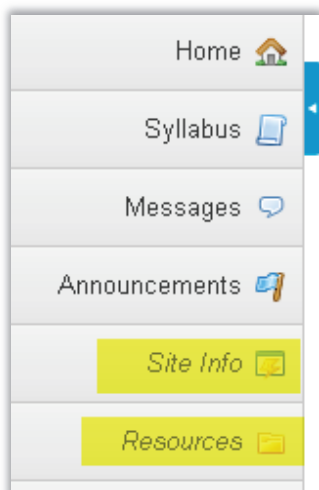 Home
Syllabus
Messages
Announcements
Site Info
Resources